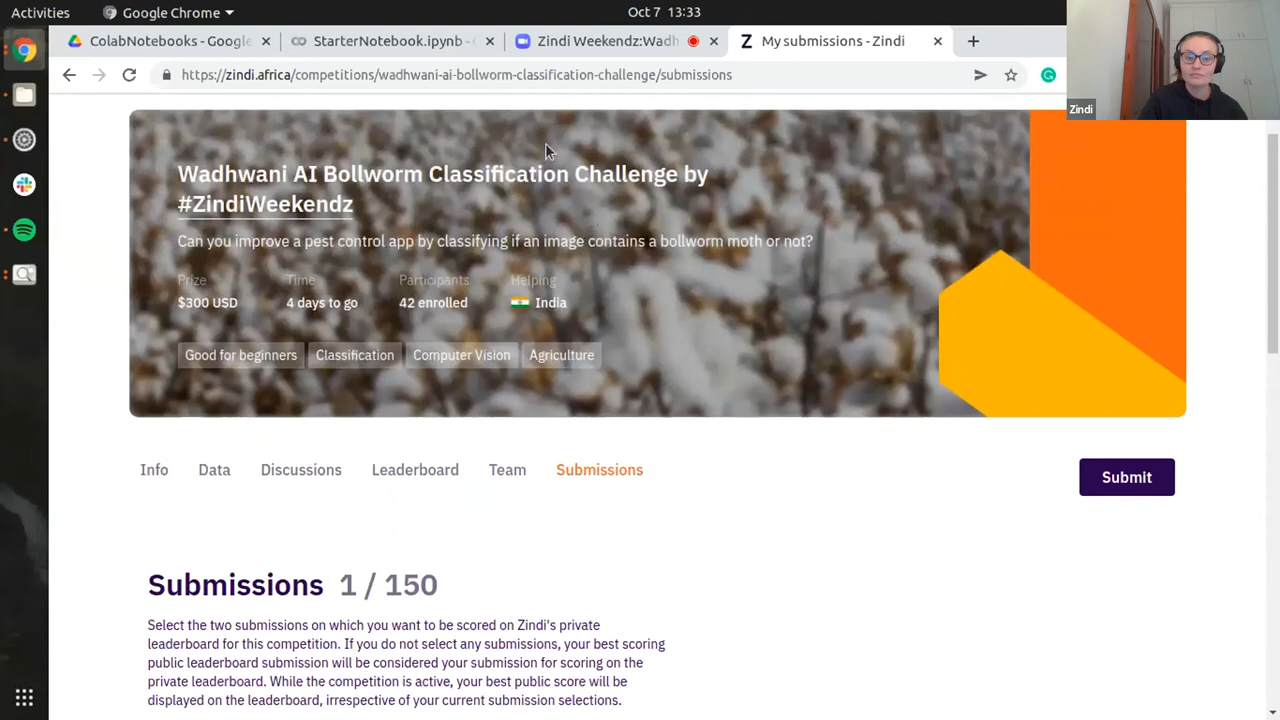 Activities
Google Chrome
Oct 7 13:33
ColabNotebooks - Google
StarterNotebook.ipynb -
Zindi Weekendz:Wadh
My submissions - Zindi
https://zindi.africa/competitions/wadhwani-ai-bollworm-classification-challenge/submissions
Zindi
Wadhwani AI Bollworm Classification Challenge by
#ZindiWeekendz
Can you improve a pest control app by classifying if an image contains a bollworm moth or not?
Prize Time Participants Helping
$300 USD 4 days to go 42 enrolled India
Good for beginners Classification Computer Vision Agriculture
Info Data Discussions Leaderboard Team Submissions
Submit
Submissions 1 / 150
Select the two submissions on which you want to be scored on Zindi's private
leaderboard for this competition. If you do not select any submissions, your best scoring
public leaderboard submission will be considered your submission for scoring on the
private leaderboard. While the competition is active, your best public score will be
displayed on the leaderboard, irrespective of your current submission selections.